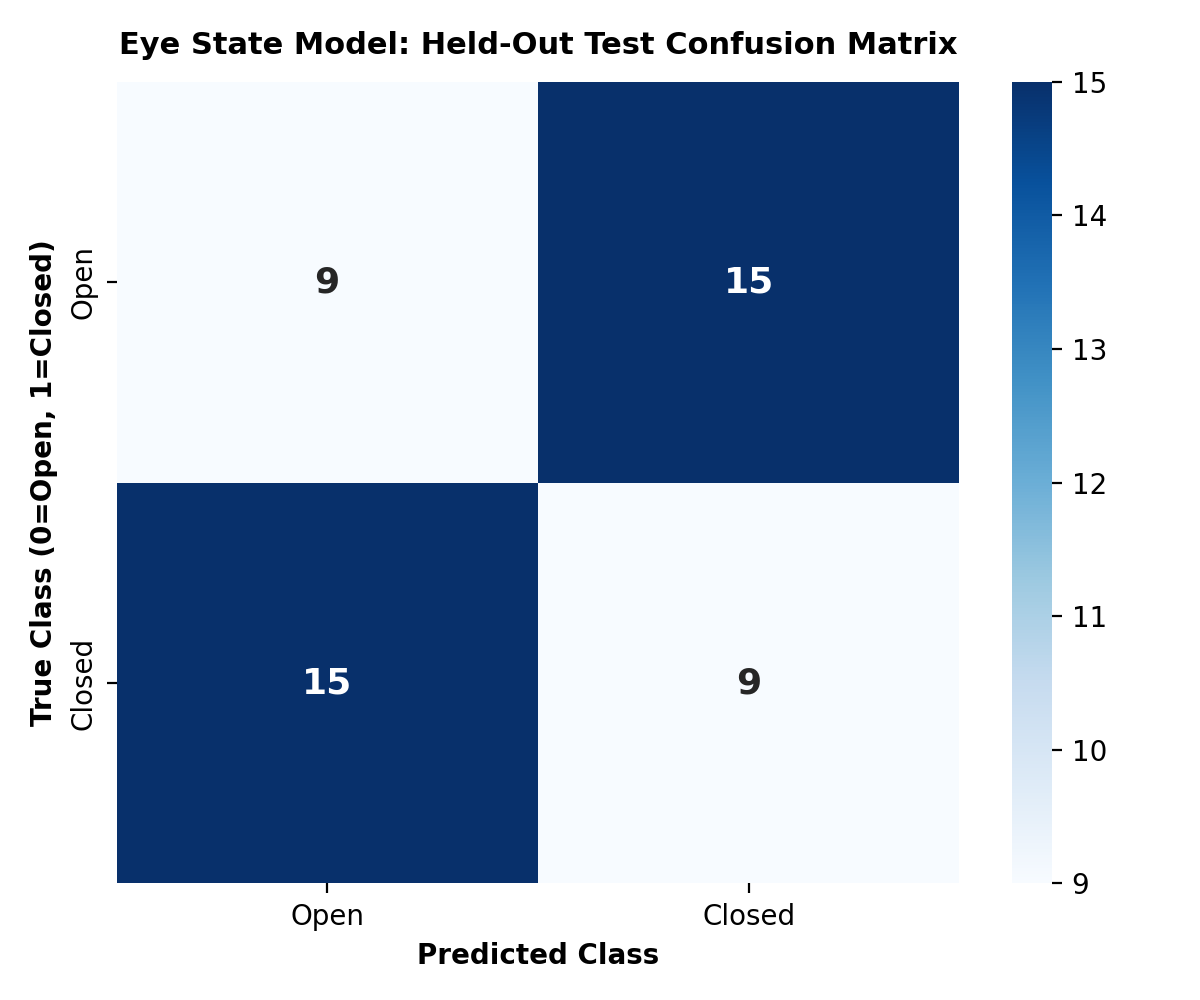 Eye State Model: Held-Out Test Confusion Matrix
True Class (0=Open, 1=Closed)
Open
Closed
9
15
15
9
Open
Closed
Predicted Class
15
14
13
12
11
10
9